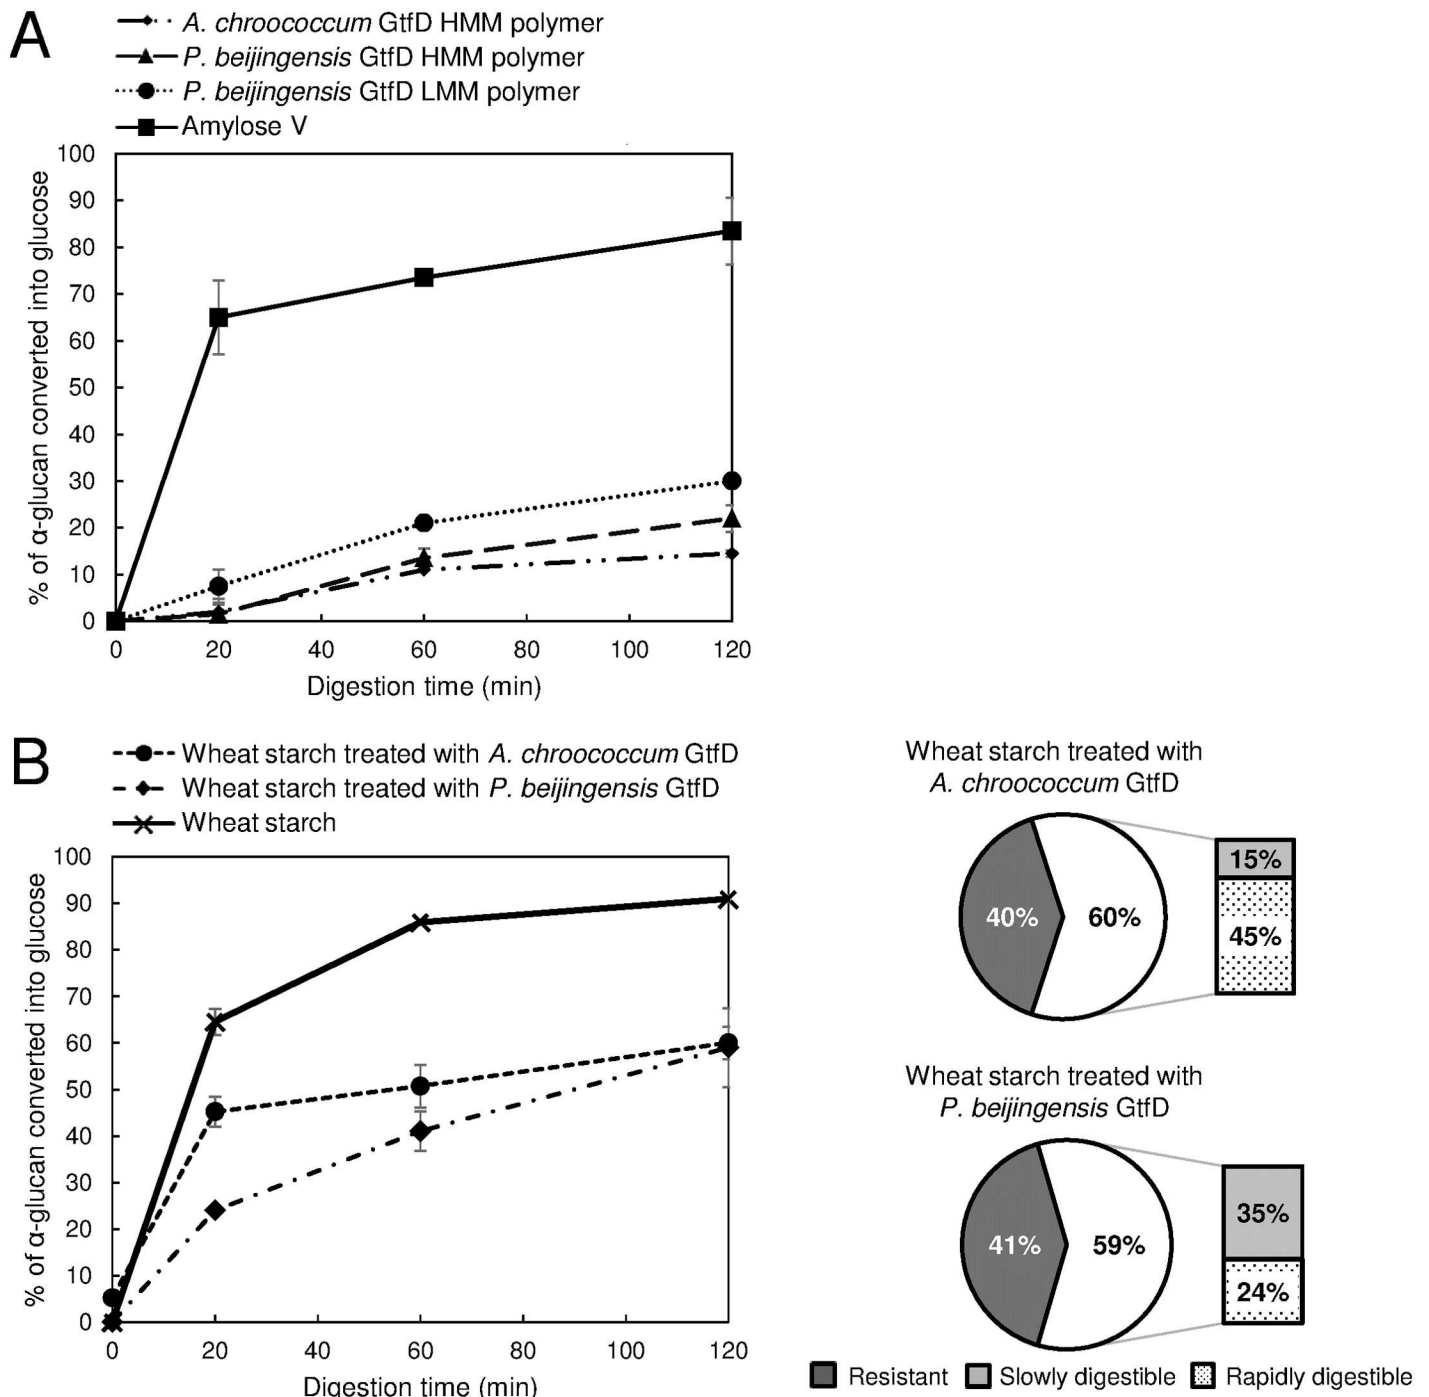 A
A. chroococcum GtfD HMM polymer
P. beijingensis GtfD HMM polymer
P. beijingensis GtfD LMM polymer
Amylose V
% of α-glucan converted into glucose
100
90
80
70
60
50
40
30
20
10
0
0 20 40 60 80 100 120
Digestion time (min)
B
Wheat starch treated with A. chroococcum GtfD
Wheat starch treated with P. beijingensis GtfD
Wheat starch
% of α-glucan converted into glucose
100
90
80
70
60
50
40
30
20
10
0
0 20 40 60 80 100 120
Digestion time (min)
Wheat starch treated with
A. chroococcum GtfD
40% 60%
15%
45%
Wheat starch treated with
P. beijingensis GtfD
41% 59%
35%
24%
Resistant Slowly digestible Rapidly digestible